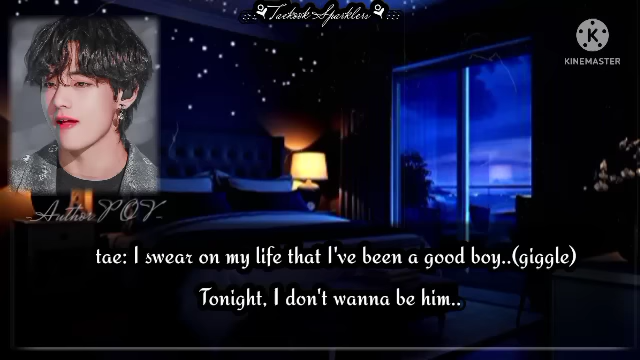 ..:::Taekook Sparklers:::..
KINEMASTER
-Author POV-
tae: I swear on my life that I've been a good boy..(giggle)
Tonight, I don't wanna be him..